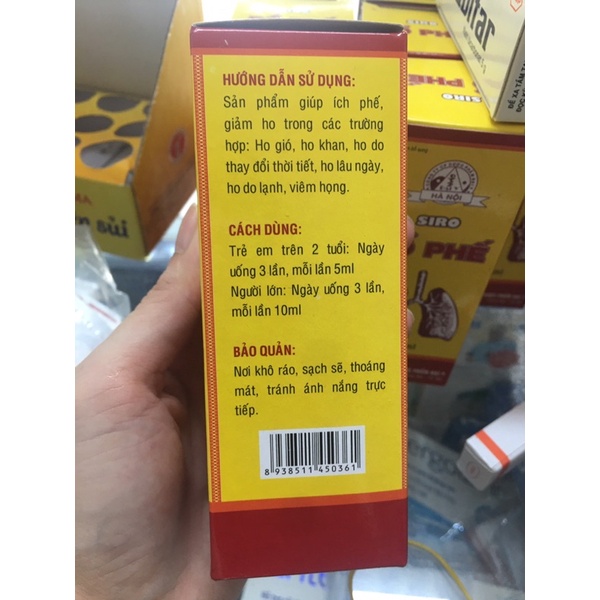 HƯỚNG DẪN SỬ DỤNG:
Sản phẩm giúp ích phế,
giảm ho trong các trường
hợp: Ho gió, ho khan, ho do
thay đổi thời tiết, ho lâu ngày,
ho do lạnh, viêm họng.
CÁCH DÙNG:
Trẻ em trên 2 tuổi: Ngày
uống 3 lần, mỗi lần 5ml
Người lớn: Ngày uống 3 lần,
mỗi lần 10ml
BẢO QUẢN:
Nơi khô ráo, sạch sẽ, thoáng
mát, tránh ánh nắng trực
tiếp.
8 938511 450361
PHẾ
SIRO
HÀ NỘI
SIRO
PHẾ
sủi